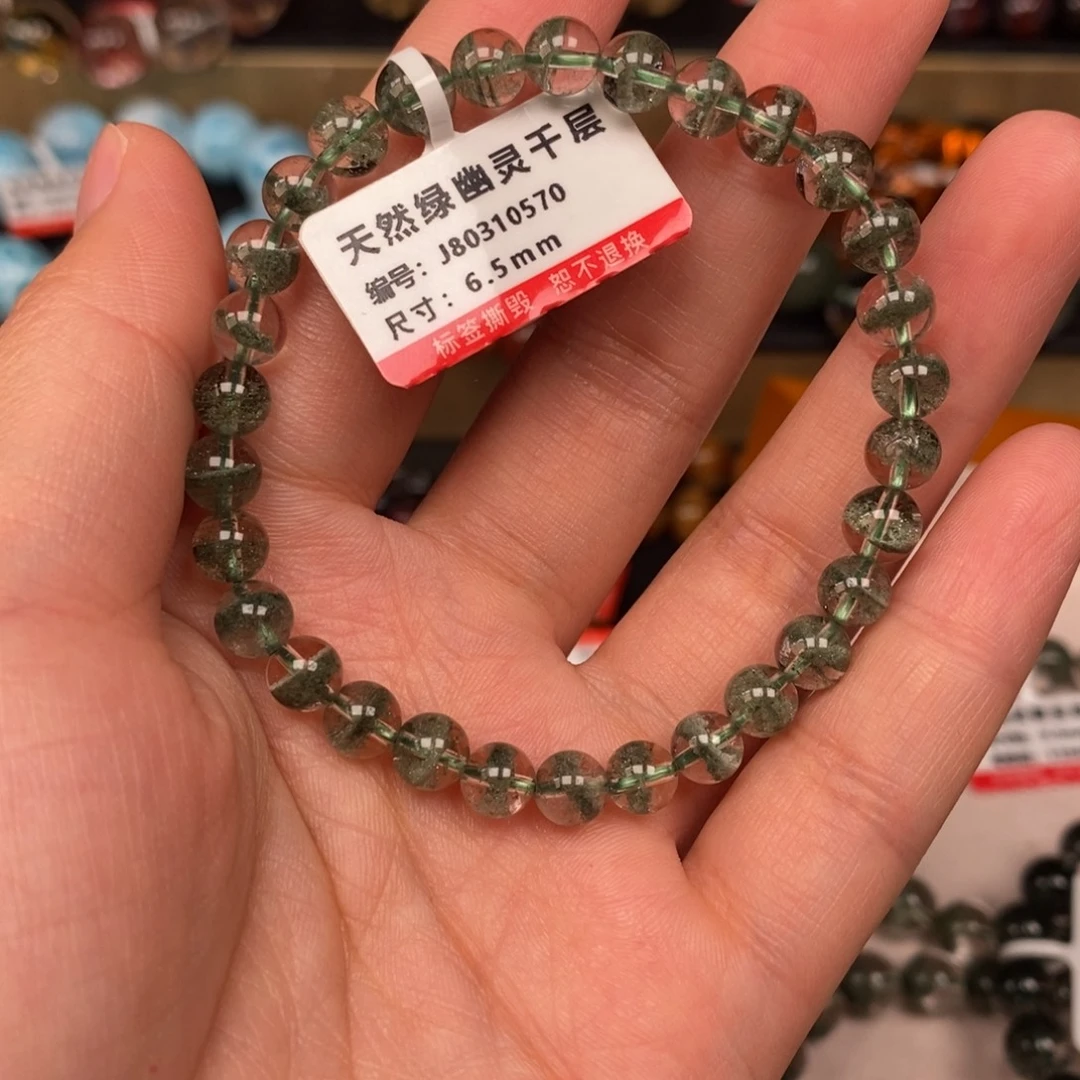 天然绿幽灵千层
编号：J80310570
尺寸：6.5mm
标签撕毁 恕不退换